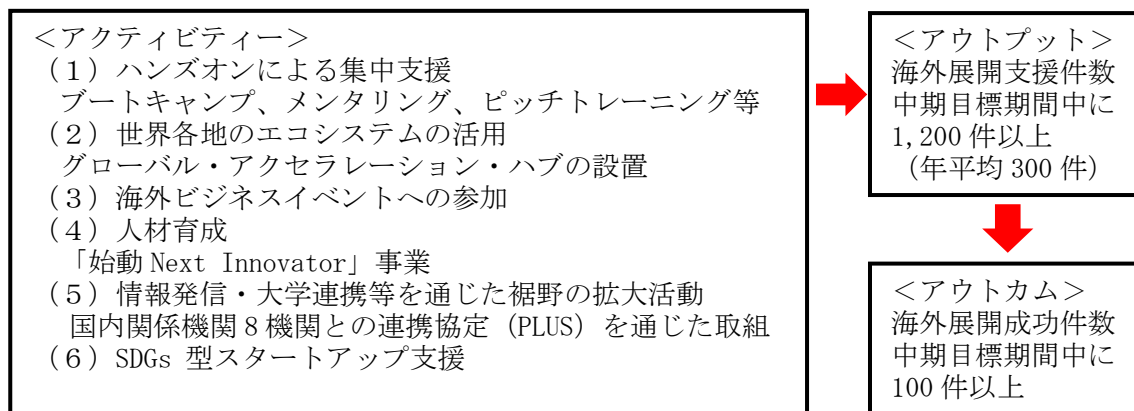 <アクティビティー>
(1)ハンズオンによる集中支援
ブートキャンプ、メンタリング、ピッチトレーニング等
(2)世界各地のエコシステムの活用
グローバル・アクセラレーション・ハブの設置
(3)海外ビジネスイベントへの参加
(4)人材育成
「始動 Next Innovator」事業
(5)情報発信・大学連携等を通じた裾野の拡大活動
国内関係機関8機関との連携協定(PLUS)を通じた取組
(6)SDGs 型スタートアップ支援
<アウトプット>
海外展開支援件数
中期目標期間中に
1,200 件以上
(年平均 300 件)
<アウトカム>
海外展開成功件数
中期目標期間中に
100 件以上